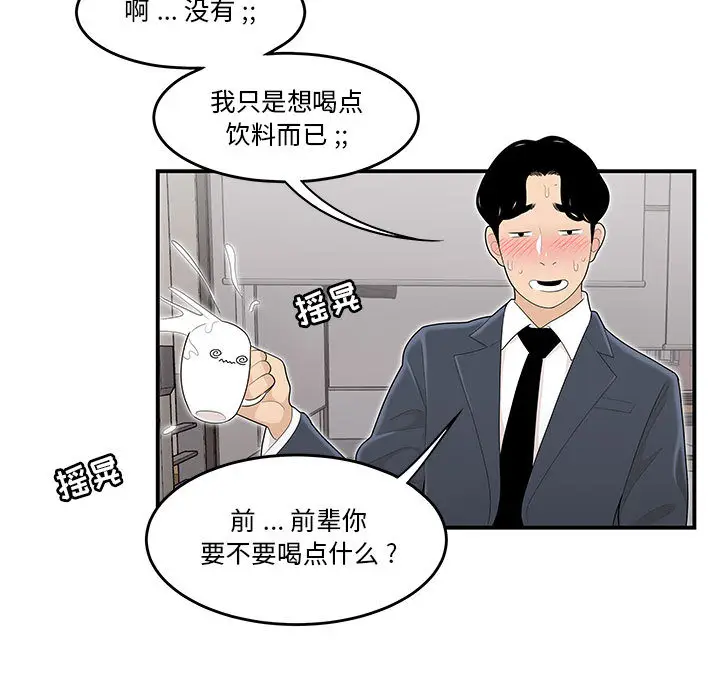 啊 ... 没有 ;;
我只是想喝点
饮料而已 ;;
摇晃
摇晃
前 ... 前辈你
要不要喝点什么？